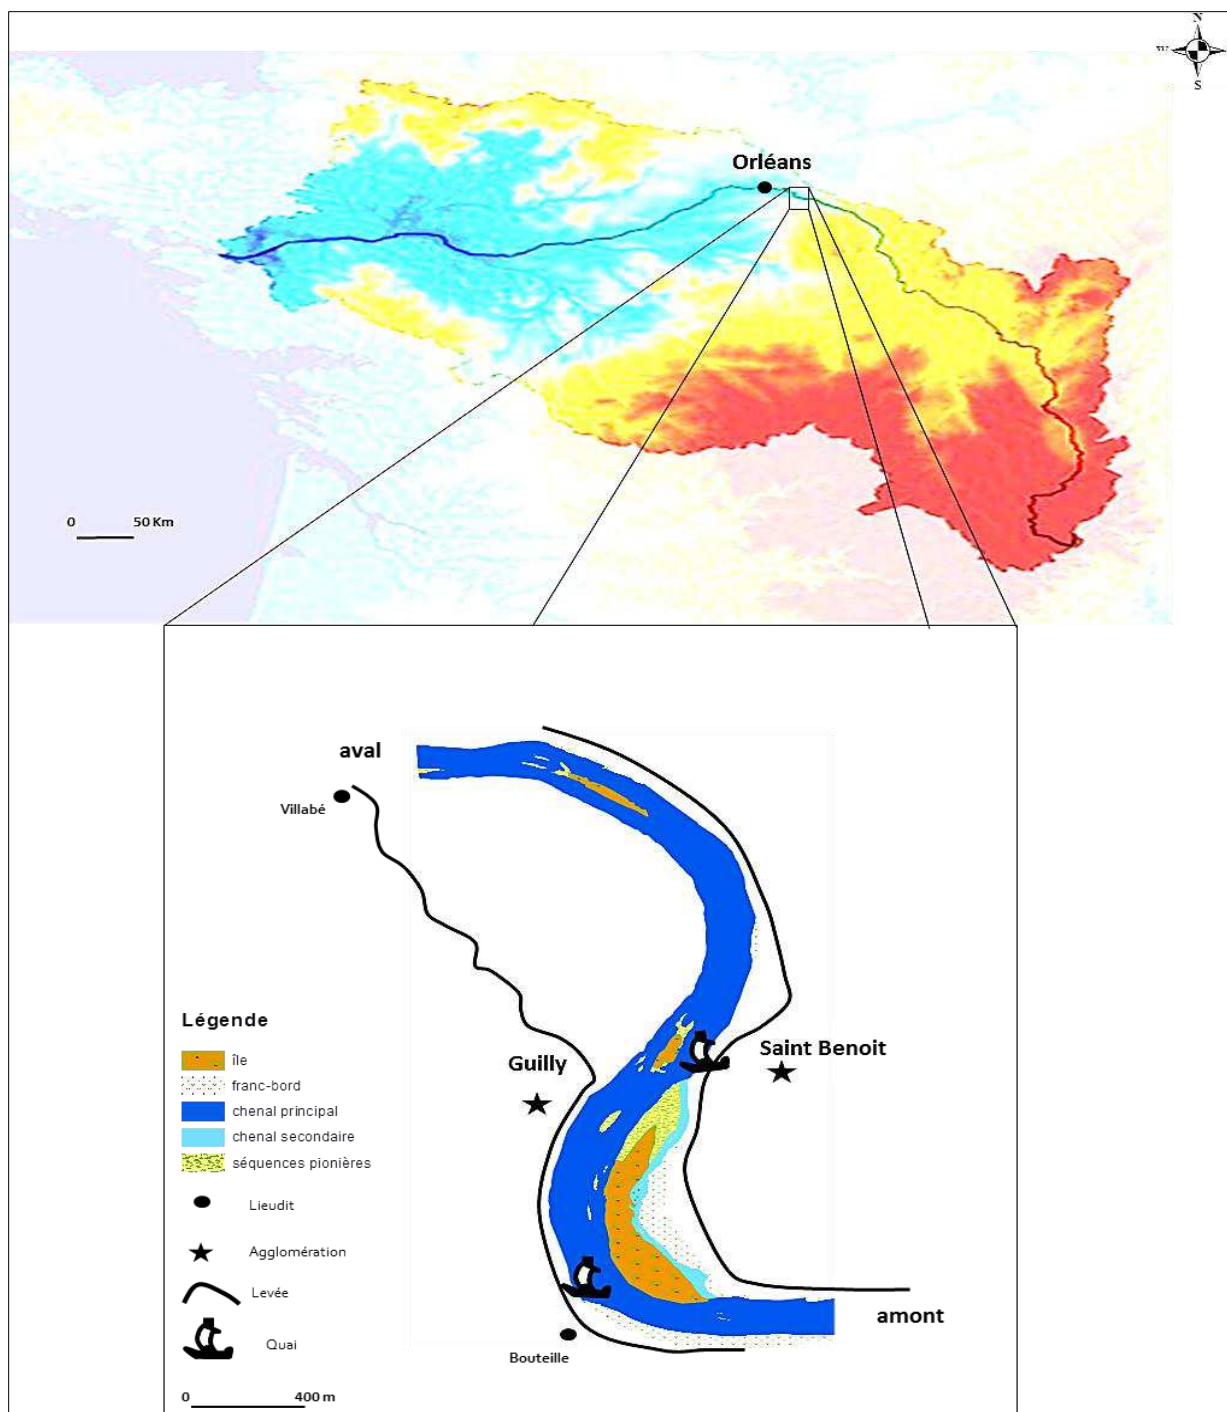 N
S
Orléans
0 50 Km
aval
Villabé
Légende
île
franc-bord
chenal principal
chenal secondaire
séquences pionières
Lieudit
Agglomération
Levée
Quai
0 400 m
Guilly
Saint Benoit
amont
Bouteille